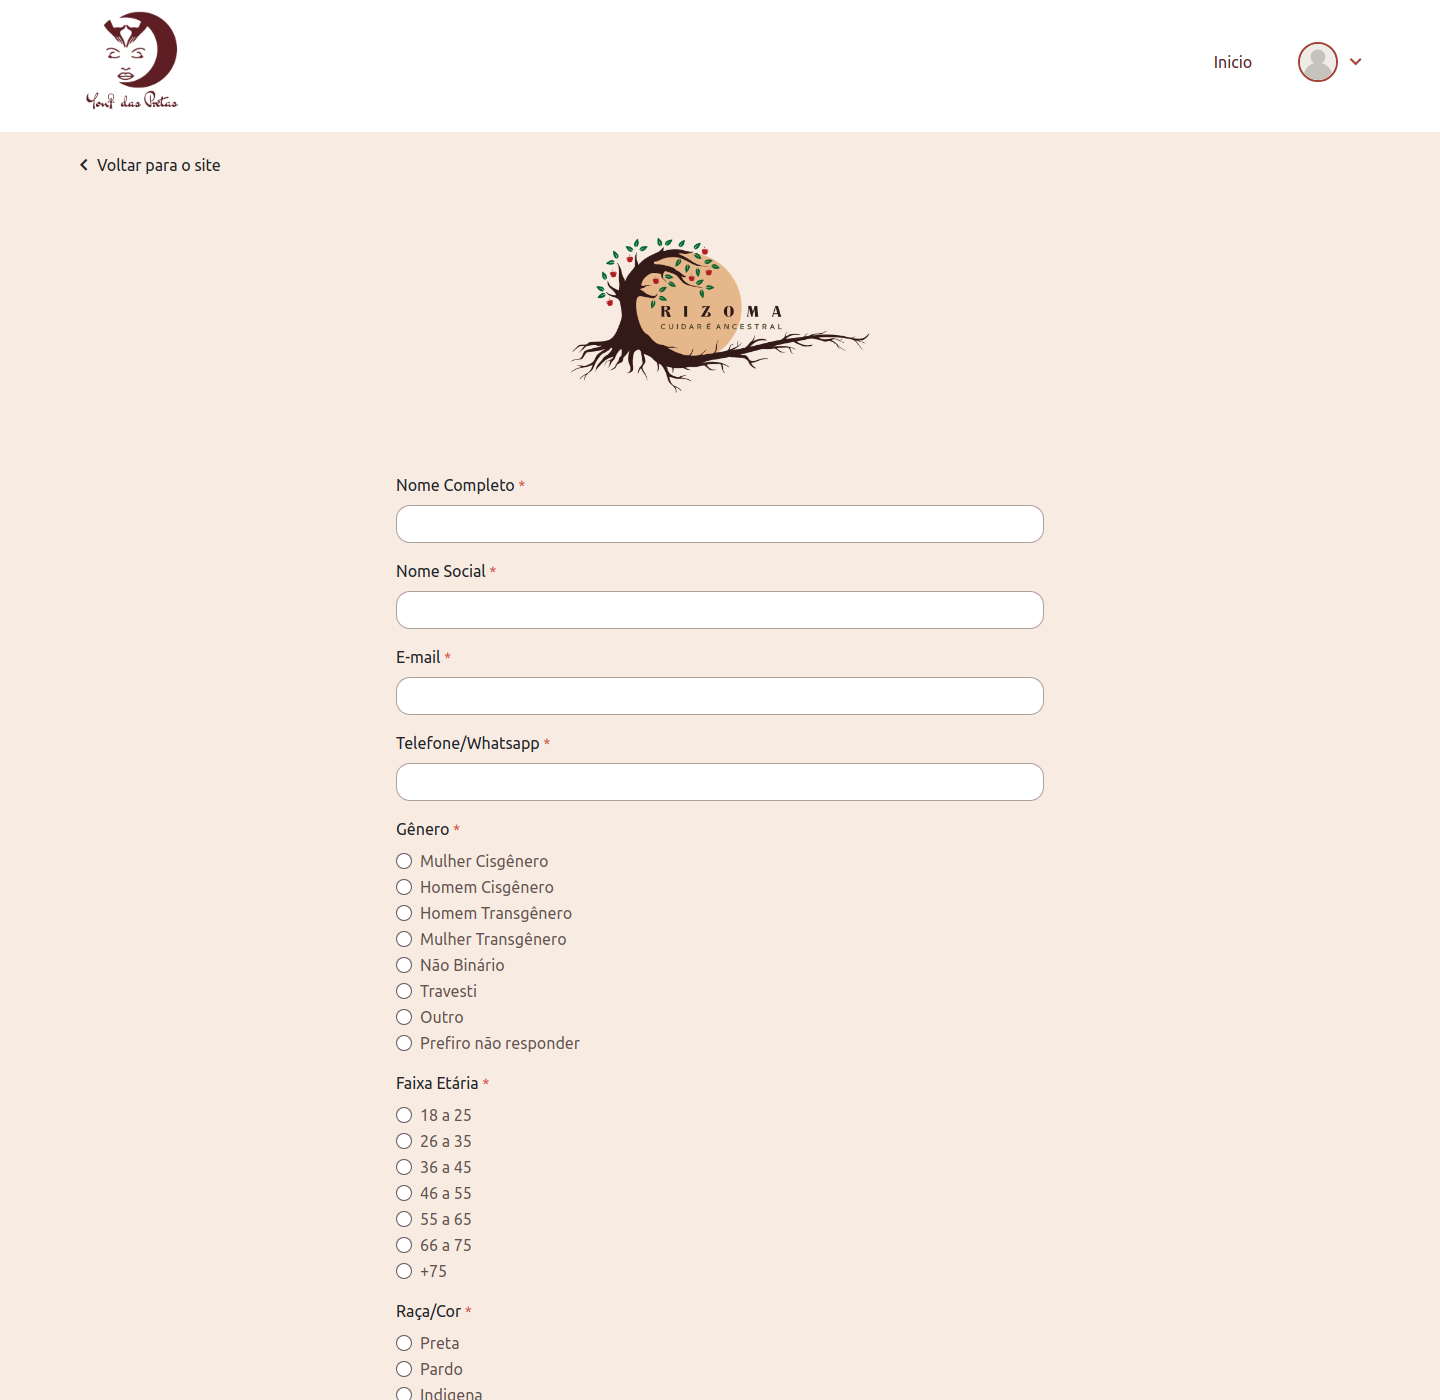 Yoni das Pretas
Inicio
Voltar para o site
RIZOMA
CUIDAR É ANCESTRAL
Nome Completo *
Nome Social *
E-mail *
Telefone/Whatsapp *
Gênero *
Mulher Cisgênero
Homem Cisgênero
Homem Transgênero
Mulher Transgênero
Não Binário
Travesti
Outro
Prefiro não responder
Faixa Etária *
18 a 25
26 a 35
36 a 45
46 a 55
55 a 65
66 a 75
+75
Raça/Cor *
Preta
Pardo
Indigena